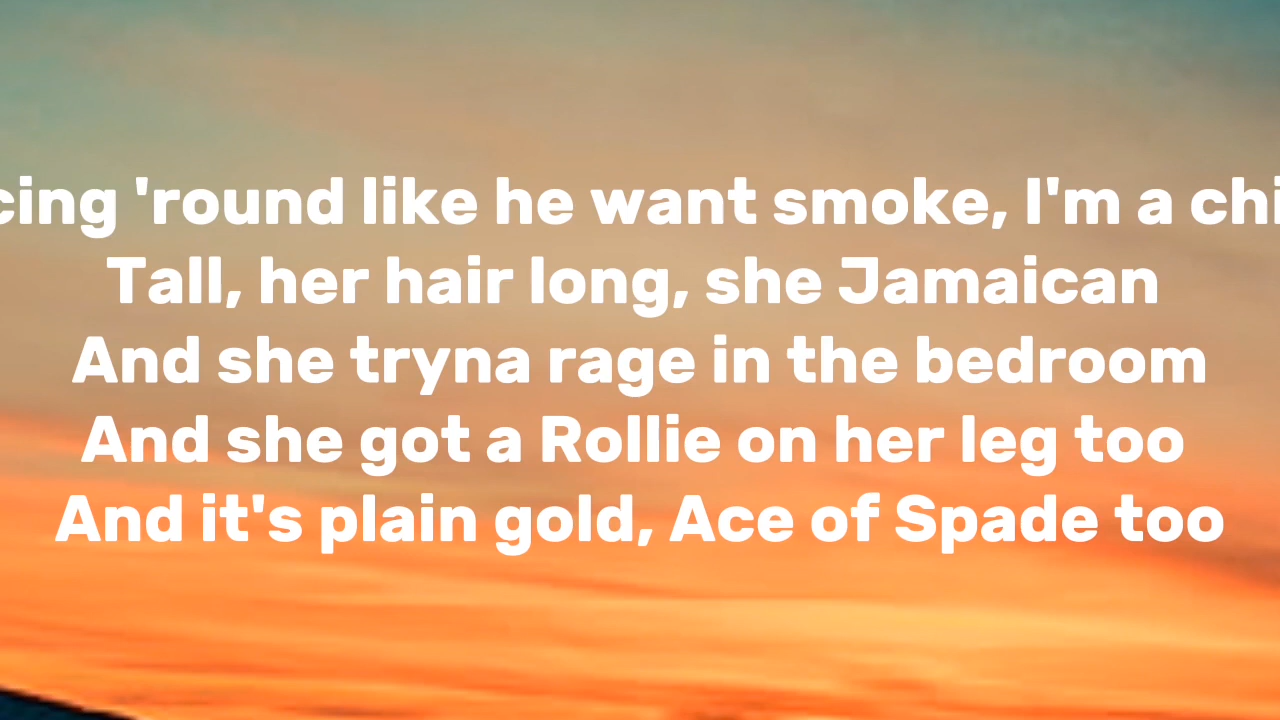 cing 'round like he want smoke, I'm a chi
Tall, her hair long, she Jamaican
And she tryna rage in the bedroom
And she got a Rollie on her leg too
And it's plain gold, Ace of Spade too